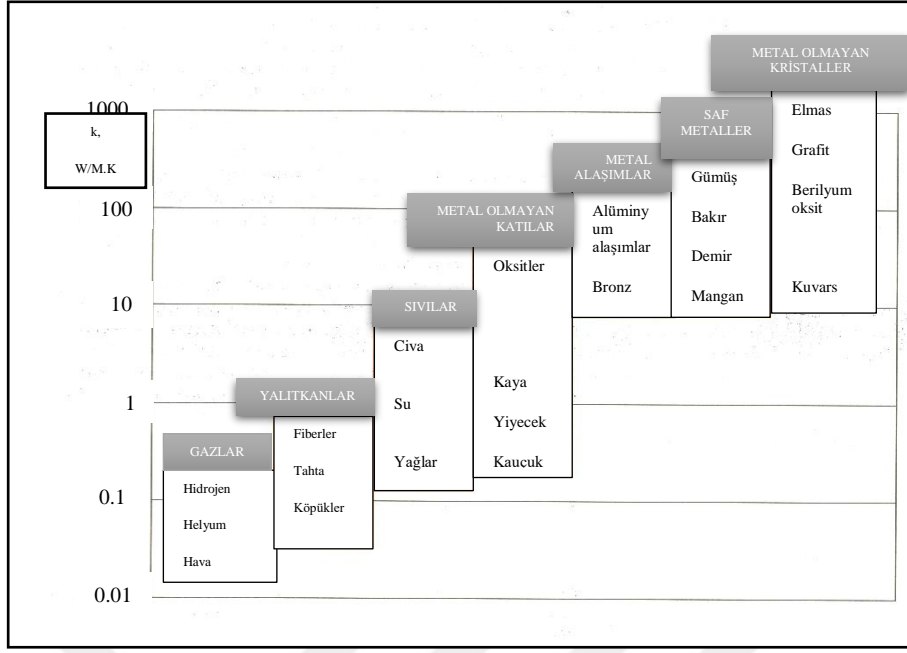 METAL OLMAYAN
KRİSTALLER
1000
k,
W/M.K
Elmas
SAF
METALLER
Grafit
METAL
ALAŞIMLAR
Gümüş
Berilyum
oksit
100
METAL OLMAYAN
KATILAR
Alüminy
um
alaşımlar
Bakır
Oksitler
Demir
Bronz
Mangan
Kuvars
10
SIVILAR
Civa
Kaya
YALITKANLAR
1
Su
Yiyecek
Fiberler
GAZLAR
Yağlar
Kaucuk
Tahta
Hidrojen
0.1
Köpükler
Helyum
Hava
0.01